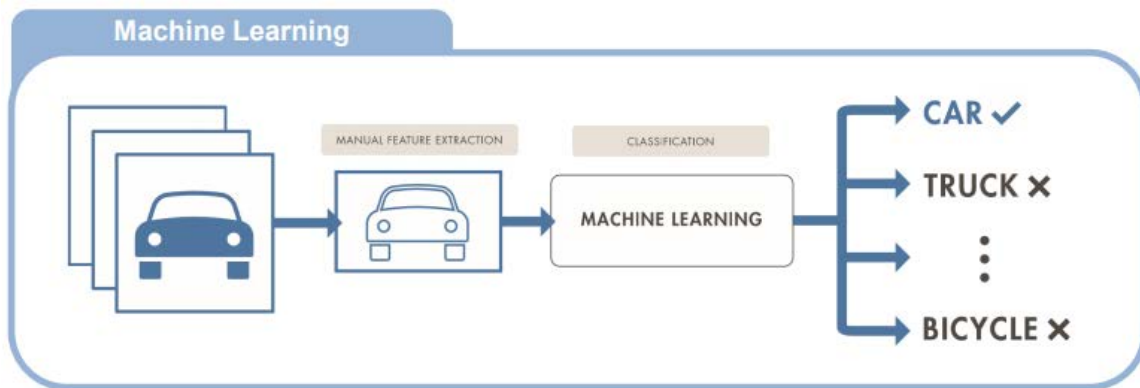 Machine Learning
MANUAL FEATURE EXTRACTION
CLASSIFICATION
MACHINE LEARNING
CAR
TRUCK
BICYCLE